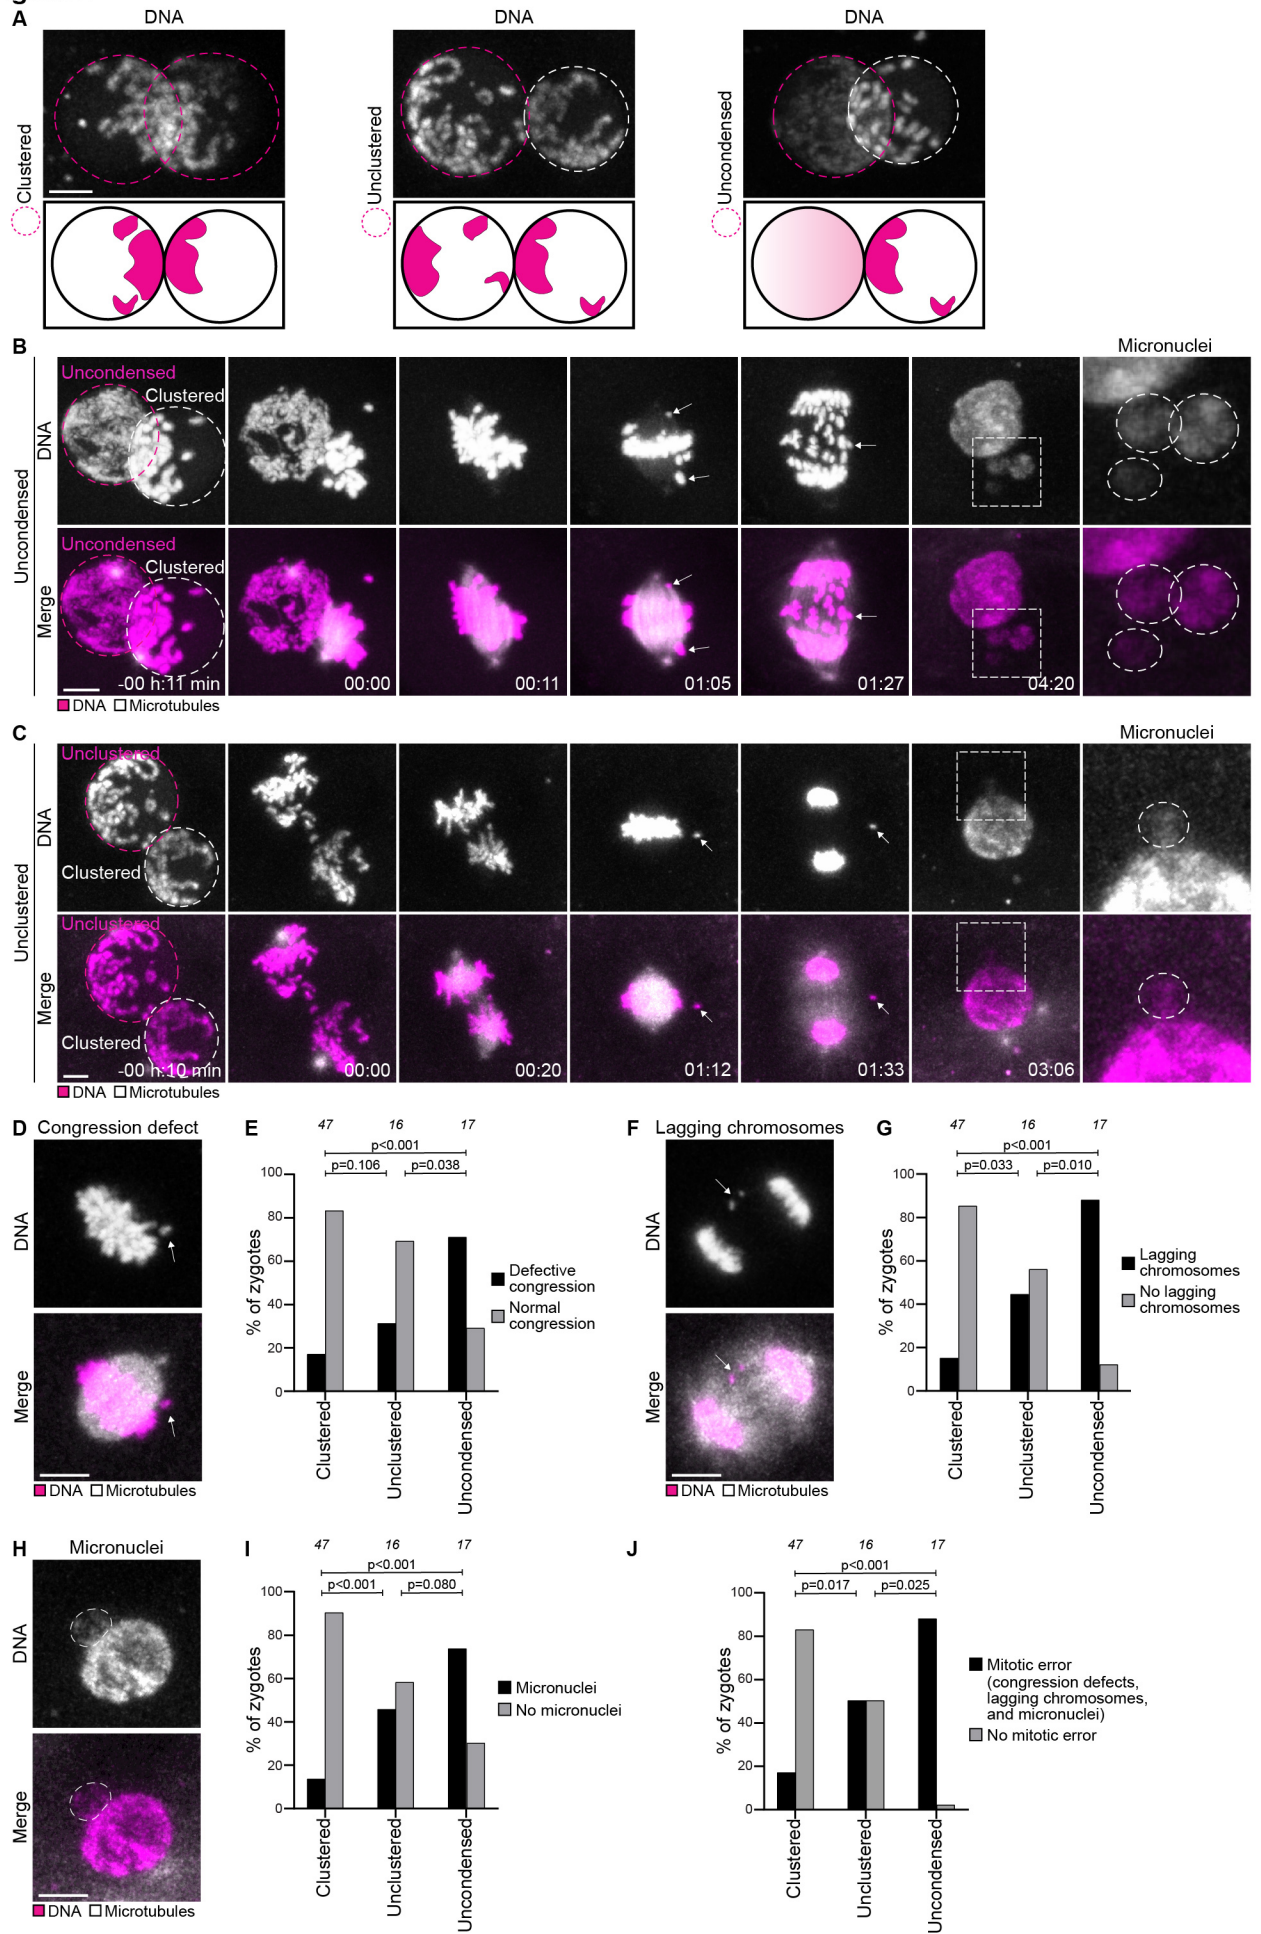 A
DNA
DNA
DNA
Clustered
Unclustered
Uncondensed
B
Micronuclei
Uncondensed
DNA
Uncondensed
Clustered
Merge
Uncondensed
Clustered
-00 h:11 min
00:00
00:11
01:05
01:27
04:20
DNA
Microtubules
C
Micronuclei
Unclustered
DNA
Unclustered
Clustered
Merge
Unclustered
Clustered
-00 h:10 min
00:00
00:20
01:12
01:33
03:06
DNA
Microtubules
D
Congression defect
DNA
Merge
DNA
Microtubules
E
47
16
17
p<0.001
p=0.106
p=0.038
% of zygotes
100
80
60
40
20
0
Clustered
Unclustered
Uncondensed
Defective
congression
Normal
congression
F
Lagging chromosomes
DNA
Merge
DNA
Microtubules
G
47
16
17
p<0.001
p=0.033
p=0.010
% of zygotes
100
80
60
40
20
0
Clustered
Unclustered
Uncondensed
Lagging
chromosomes
No lagging
chromosomes
H
Micronuclei
DNA
Merge
DNA
Microtubules
I
47
16
17
p<0.001
p<0.001
p=0.080
% of zygotes
100
80
60
40
20
0
Clustered
Unclustered
Uncondensed
Micronuclei
No micronuclei
J
47
16
17
p<0.001
p=0.017
p=0.025
% of zygotes
100
80
60
40
20
0
Clustered
Unclustered
Uncondensed
Mitotic error
(congression defects,
lagging chromosomes,
and micronuclei)
No mitotic error